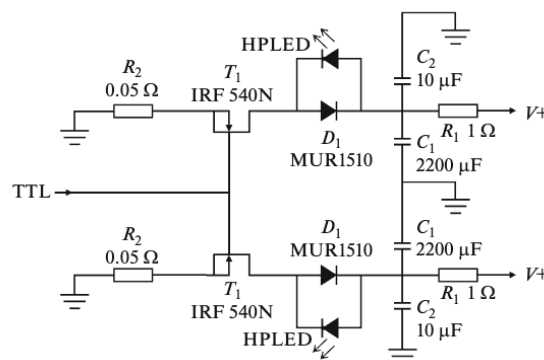 HPLED
R₂
0.05 Ω
T₁
IRF 540N
C₂
10 μF
D₁
MUR1510
R₁ 1 Ω
V+
C₁
2200 μF
TTL
R₂
0.05 Ω
D₁
MUR1510
C₁
2200 μF
V+
T₁
IRF 540N
R₁ 1 Ω
C₂
10 μF
HPLED